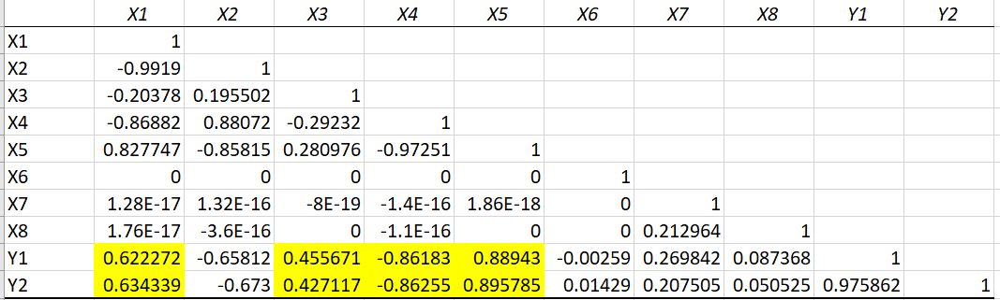 X1 X2 X3 X4 X5 X6 X7 X8 Y1 Y2
X1 1
X2 -0.9919 1
X3 -0.20378 0.195502 1
X4 -0.86882 0.88072 -0.29232 1
X5 0.827747 -0.85815 0.280976 -0.97251 1
X6 0 0 0 0 0 1
X7 1.28E-17 1.32E-16 -8E-19 -1.4E-16 1.86E-18 0 1
X8 1.76E-17 -3.6E-16 0 -1.1E-16 0 0 0.212964 1
Y1 0.622272 -0.65812 0.455671 -0.86183 0.88943 -0.00259 0.269842 0.087368 1
Y2 0.634339 -0.673 0.427117 -0.86255 0.895785 0.01429 0.207505 0.050525 0.975862 1